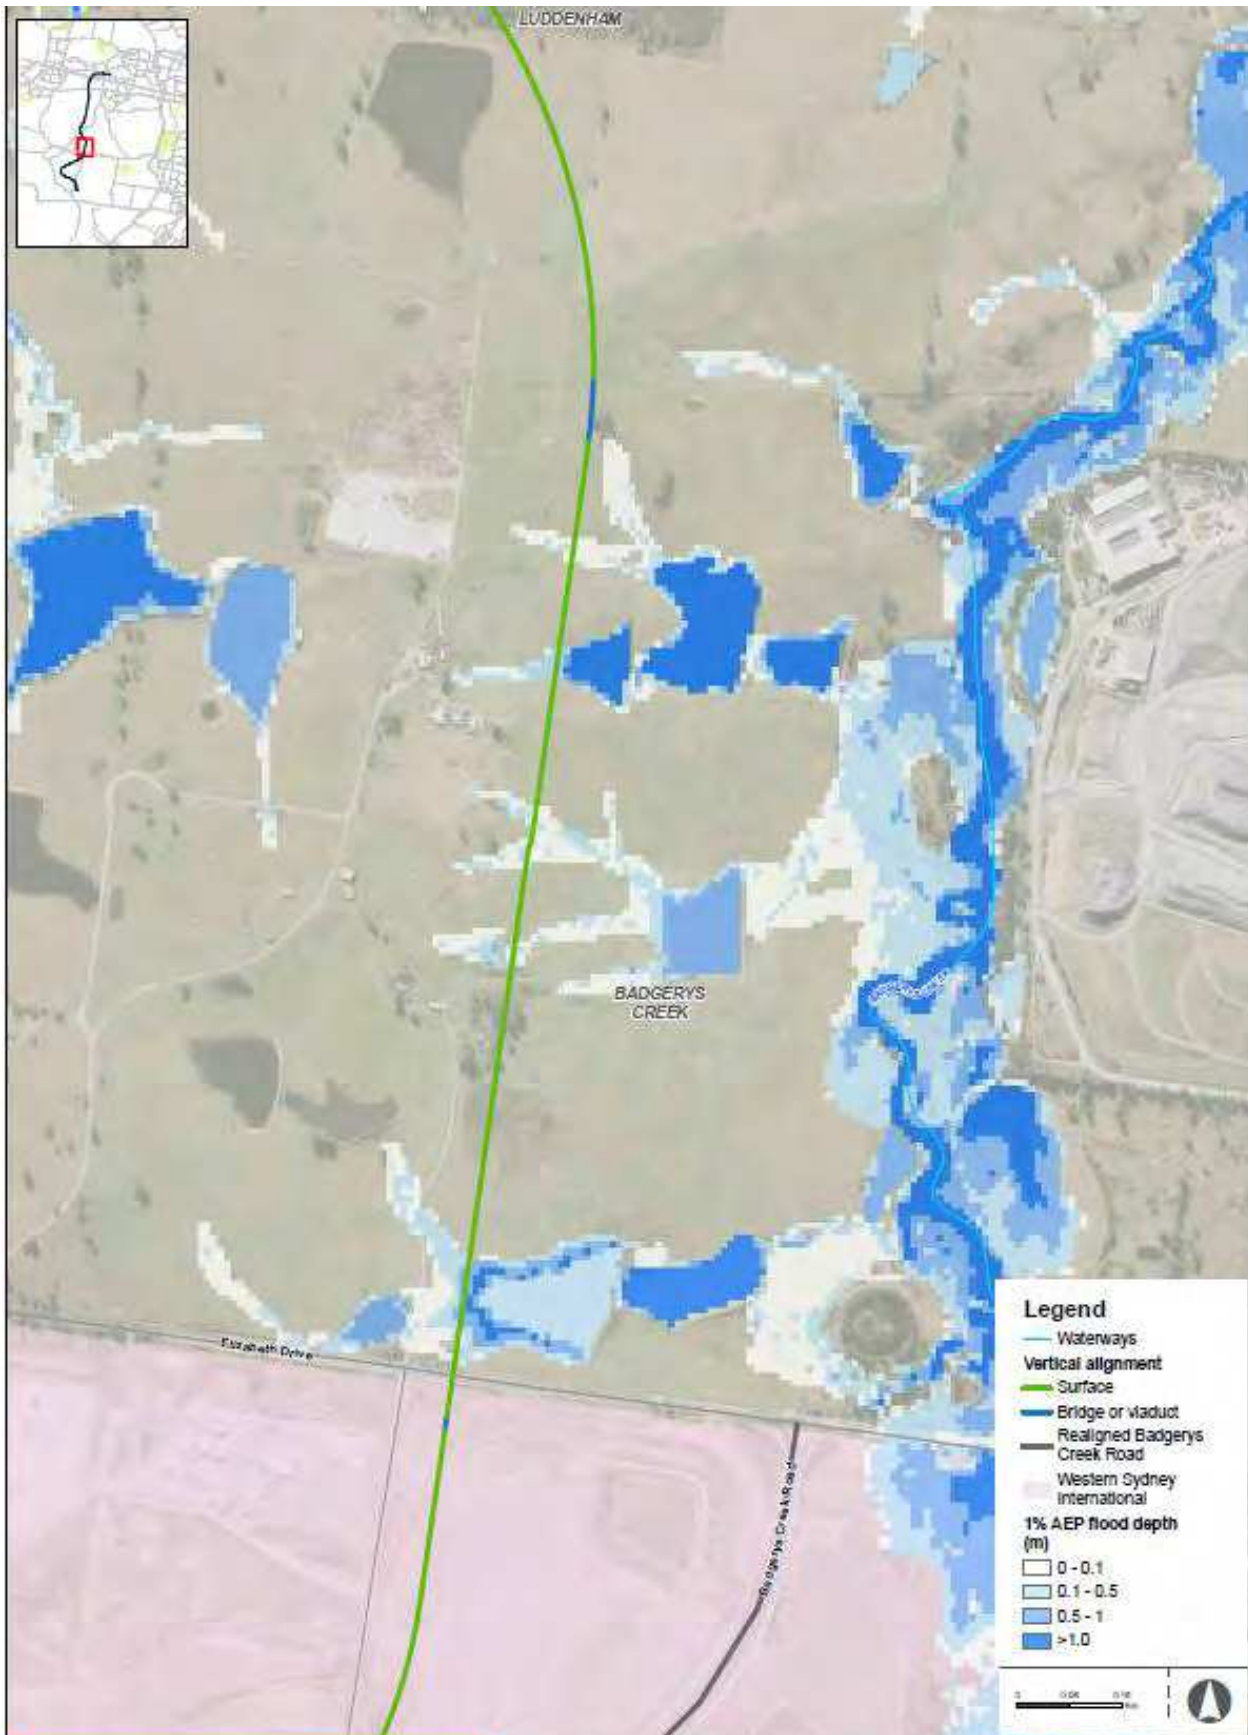 LUDDENHAM
BADGERYS
CREEK
Elizabeth Drive
Badgerys Creek Road
Legend
Waterways
Vertical alignment
Surface
Bridge or viaduct
Realigned Badgerys
Creek Road
Western Sydney
International
1% AEP flood depth
(m)
0 - 0.1
0.1 - 0.5
0.5 - 1
>1.0
0